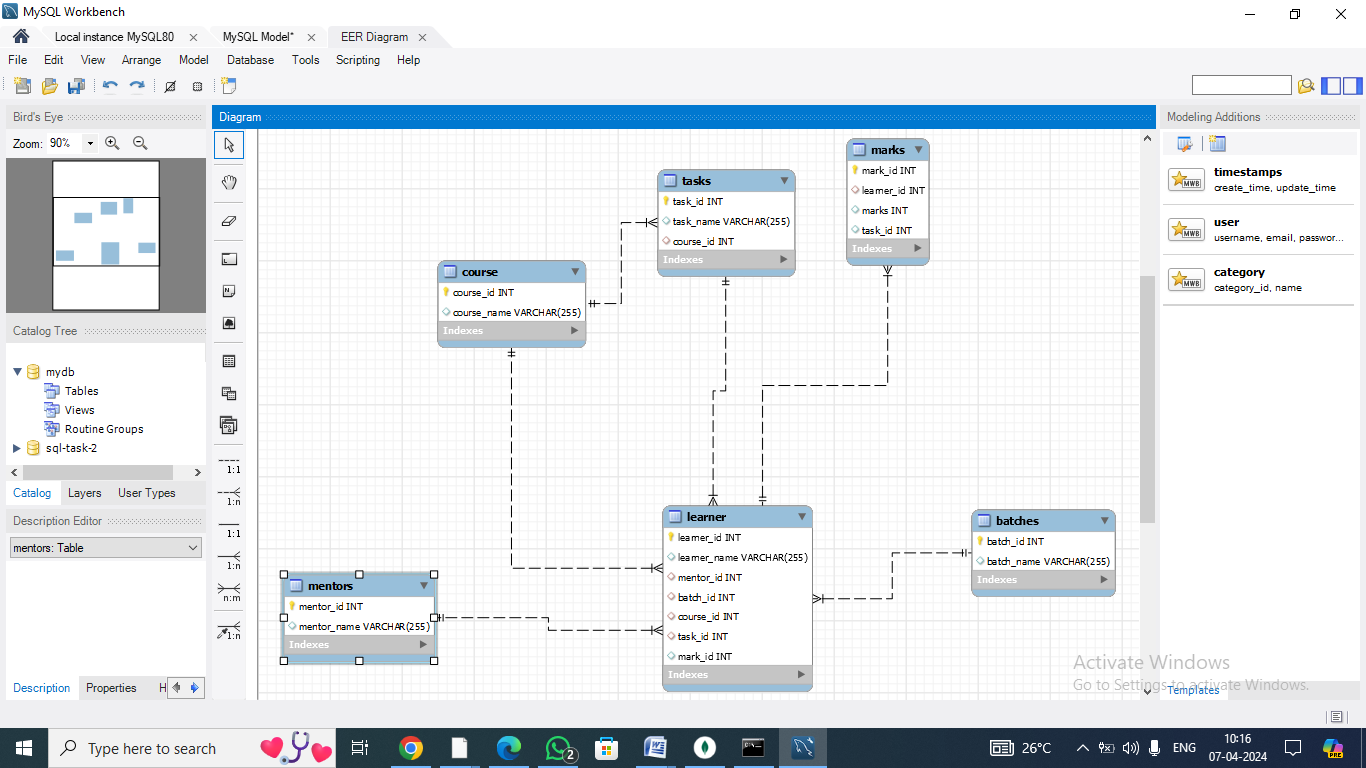 MySQL Workbench
Local instance MySQL80
MySQL Model*
EER Diagram
File Edit View Arrange Model Database Tools Scripting Help
Bird's Eye
Zoom: 90%
Catalog Tree
mydb
Tables
Views
Routine Groups
sql-task-2
Catalog Layers User Types
Description Editor
mentors: Table
Description Properties H
Diagram
1:1
1:n
1:1
1:n
n:m
1:n
marks
mark_id INT
learner_id INT
marks INT
task_id INT
Indexes
tasks
task_id INT
task_name VARCHAR(255)
course_id INT
Indexes
course
course_id INT
course_name VARCHAR(255)
Indexes
learner
learner_id INT
learner_name VARCHAR(255)
mentor_id INT
batch_id INT
course_id INT
task_id INT
mark_id INT
Indexes
batches
batch_id INT
batch_name VARCHAR(255)
Indexes
mentors
mentor_id INT
mentor_name VARCHAR(255)
Indexes
Modeling Additions
MWB
timestamps
create_time, update_time
MWB
user
username, email, passwor...
MWB
category
category_id, name
Activate Windows
Go to Settings to activate Windows.
Templates
Type here to search
2
26°C
ENG
10:16
07-04-2024
PRE